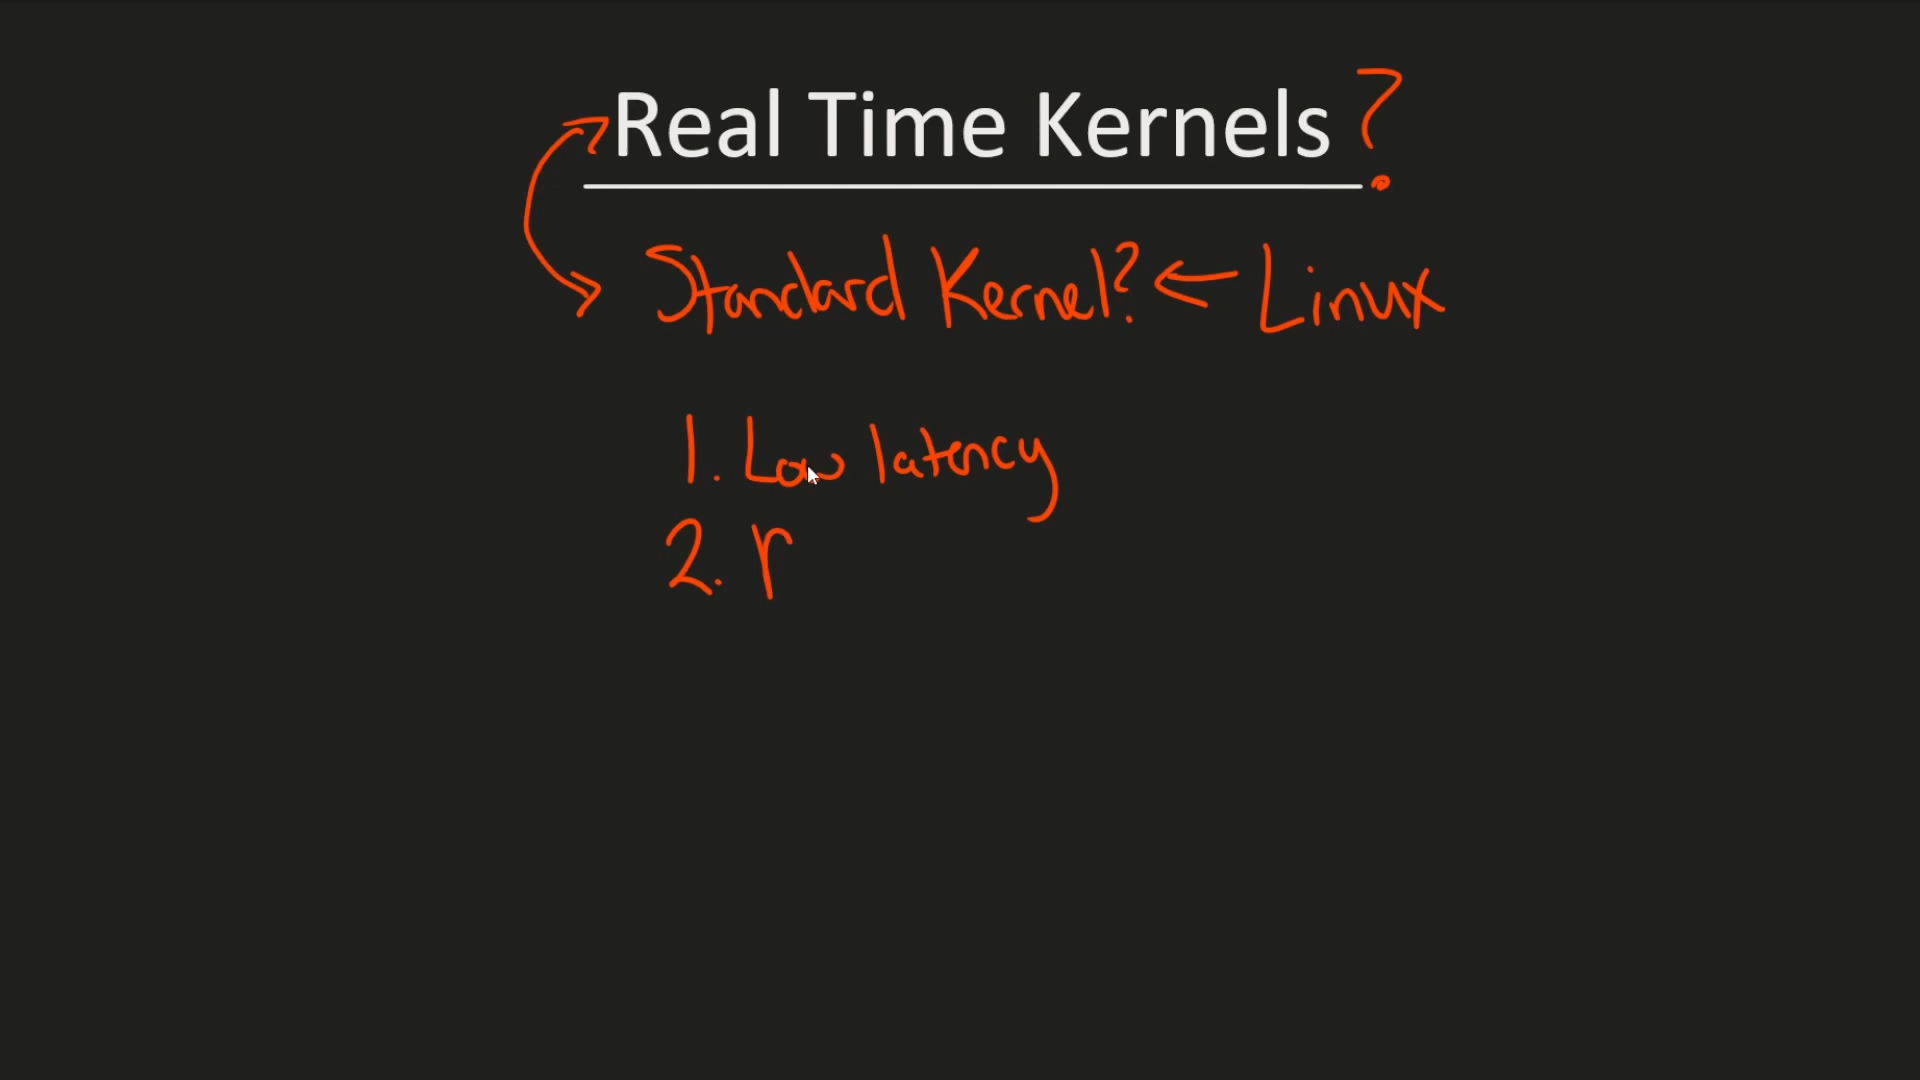 Real Time Kernels?
Standard Kernel? ← Linux
1. Low latency
2. r